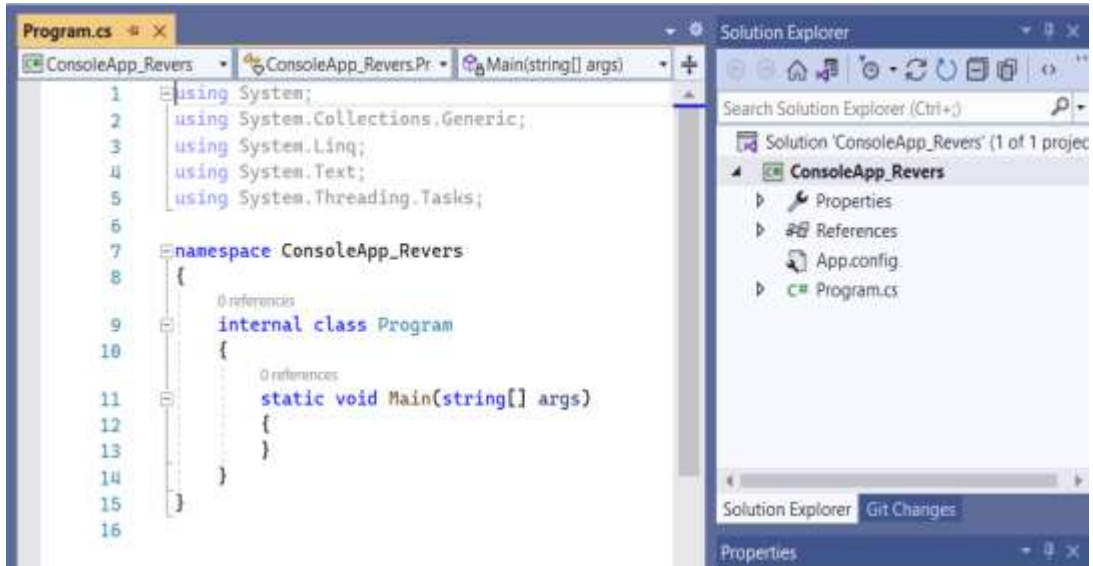 Program.cs
ConsoleApp_Revers
ConsoleApp_Revers.Pr
Main(string[] args)
1 using System;
2 using System.Collections.Generic;
3 using System.Linq;
4 using System.Text;
5 using System.Threading.Tasks;
6
7 namespace ConsoleApp_Revers
8 {
0 references
9 internal class Program
10 {
0 references
11 static void Main(string[] args)
12 {
13 }
14 }
15 }
16
Solution Explorer
Search Solution Explorer (Ctrl+;)
Solution 'ConsoleApp_Revers' (1 of 1 projec
C# ConsoleApp_Revers
Properties
References
App.config
C# Program.cs
Solution Explorer Git Changes
Properties